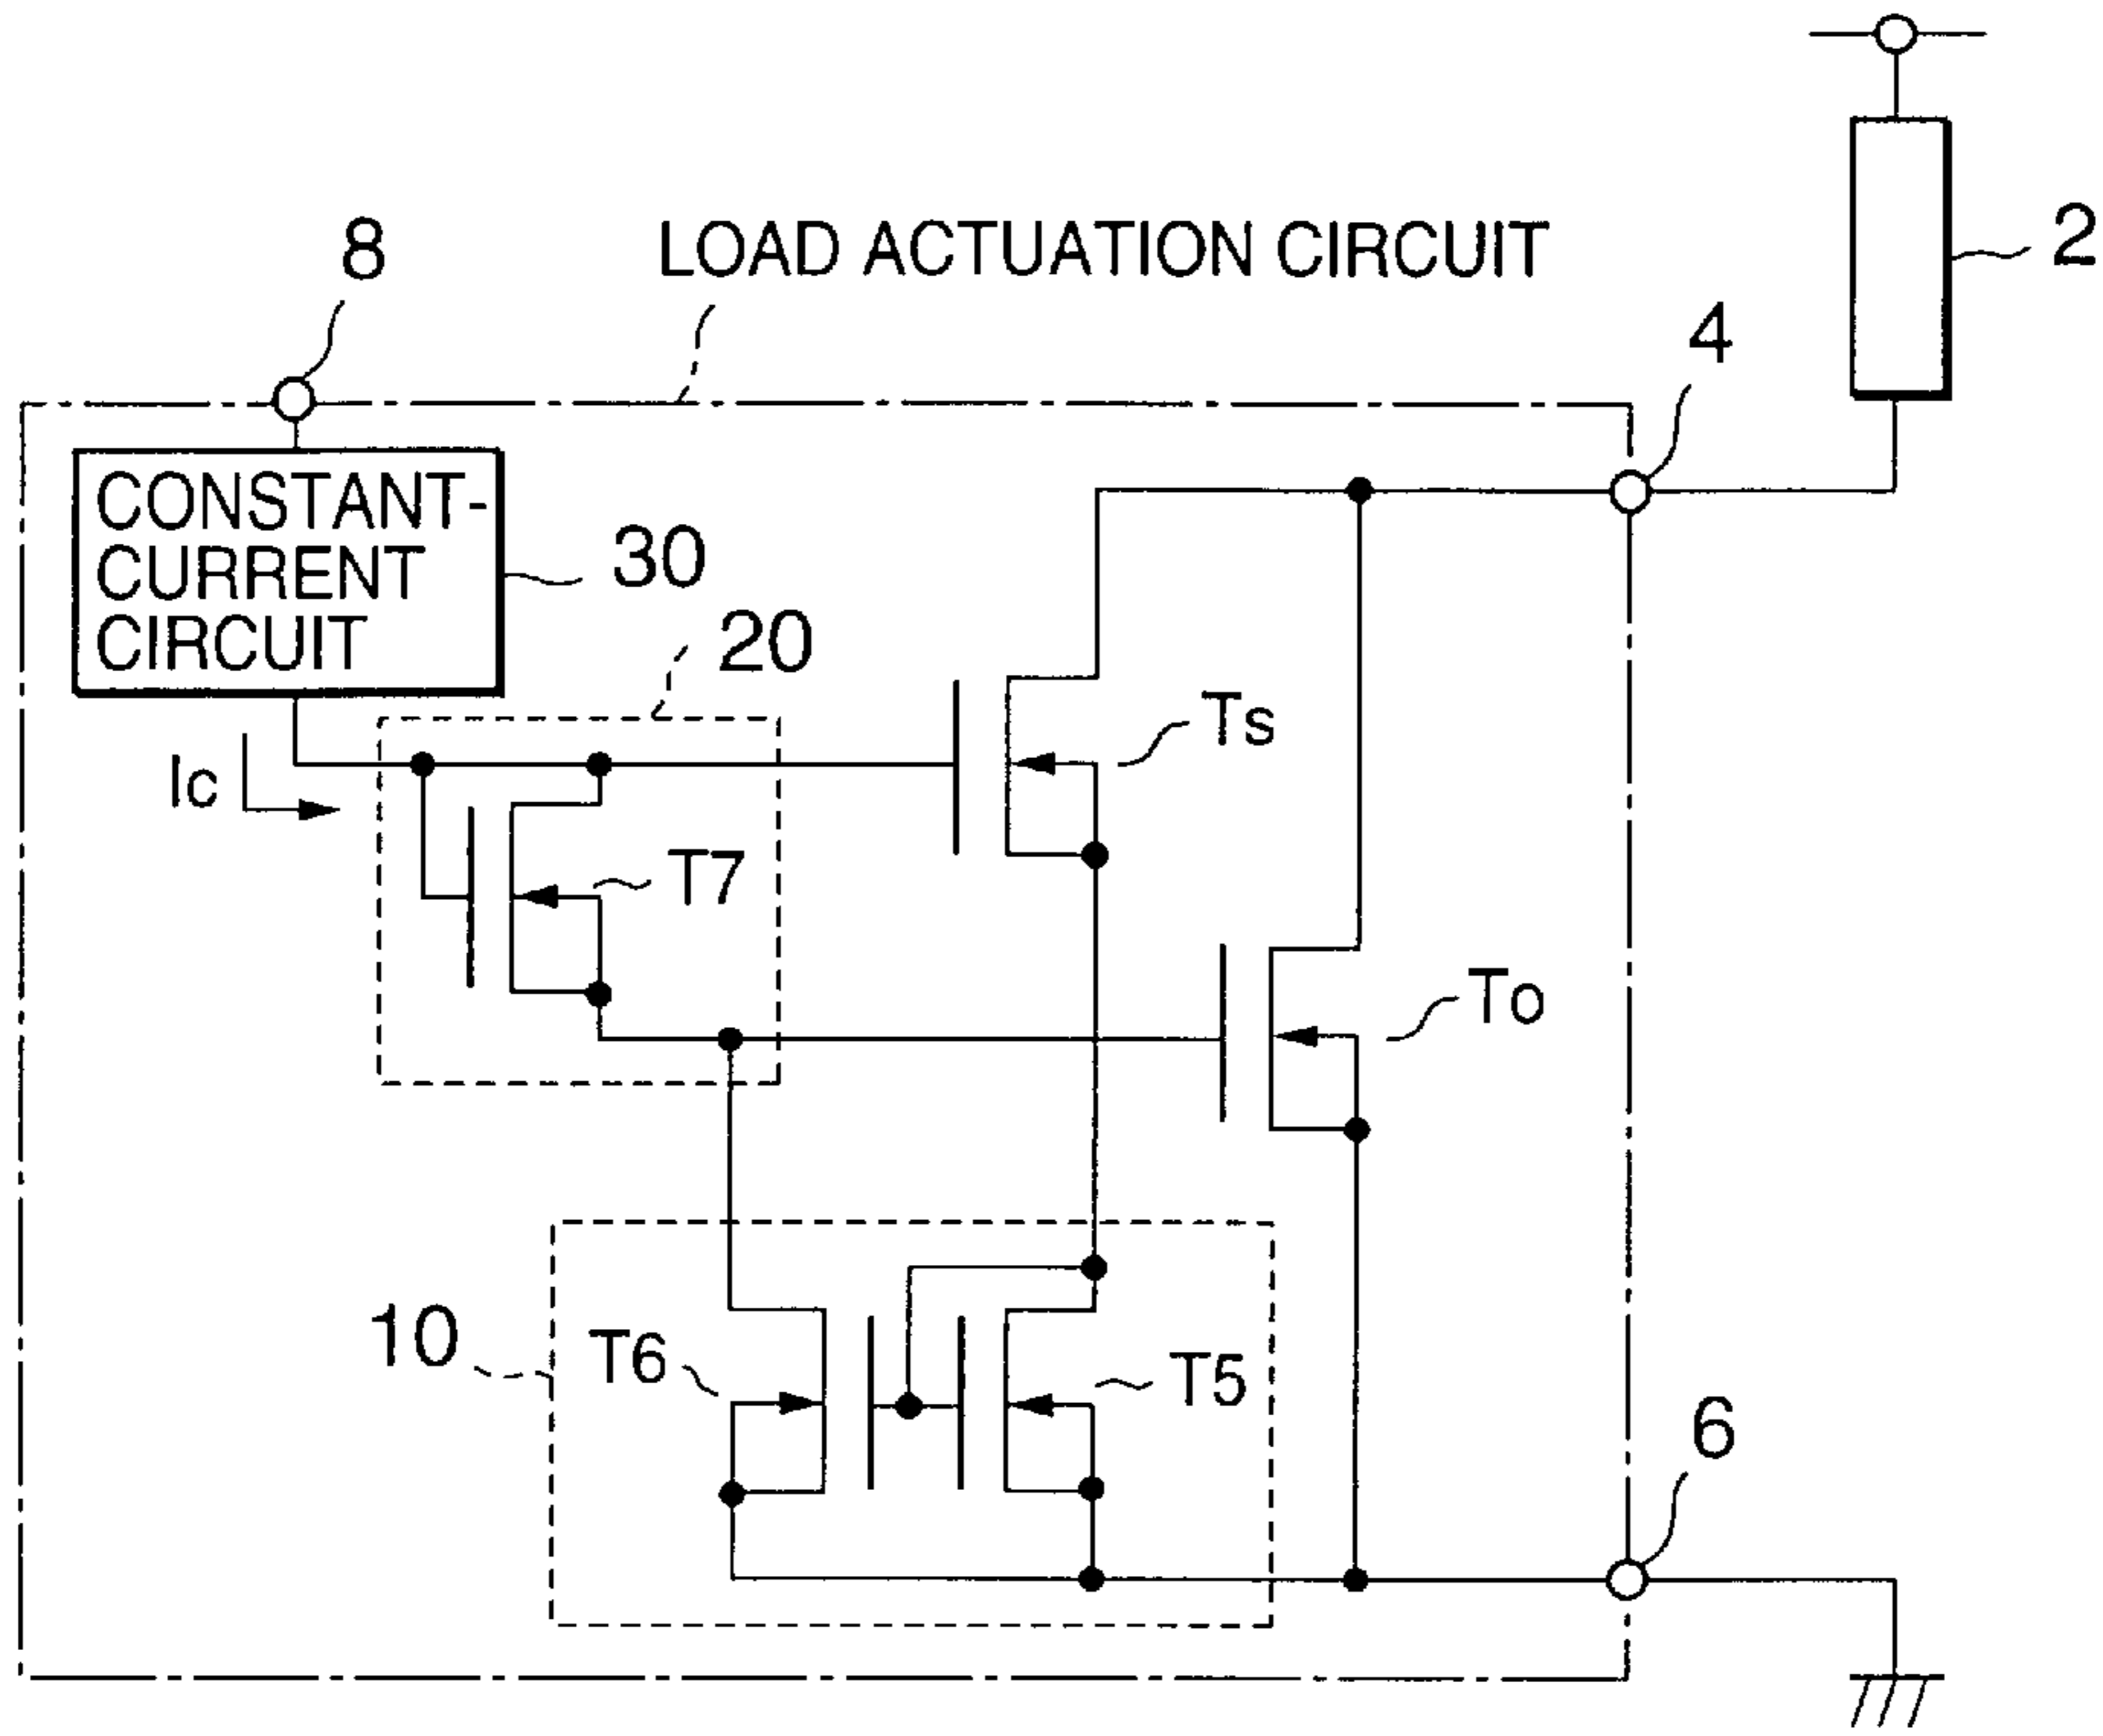 2
8
LOAD ACTUATION CIRCUIT
4
CONSTANT-
CURRENT
CIRCUIT
30
20
Ts
Ic
T7
To
10
T6
T5
6